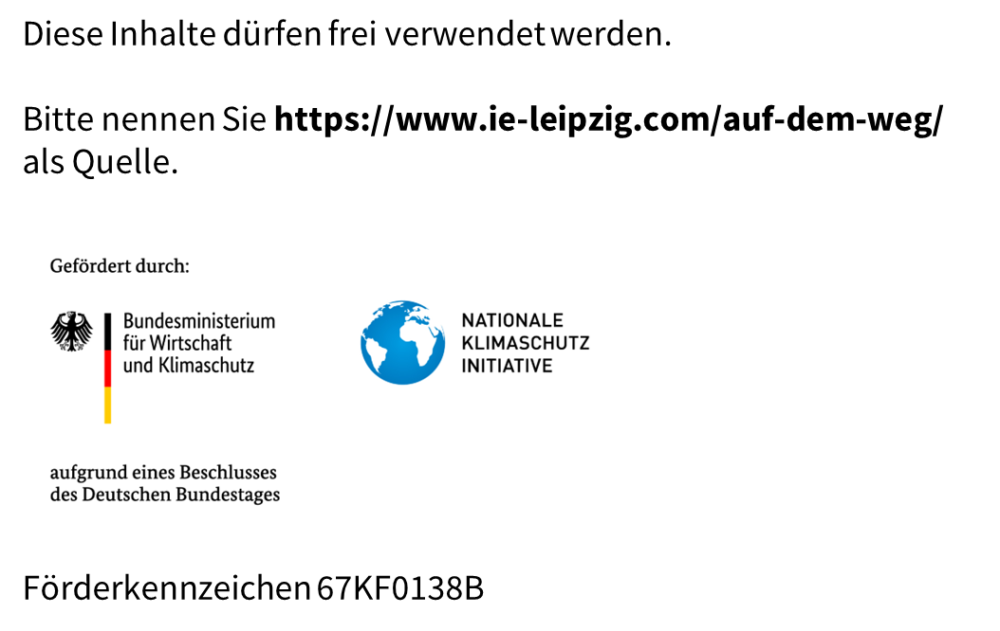 Diese Inhalte dürfen frei verwendet werden.
Bitte nennen Sie https://www.ie-leipzig.com/auf-dem-weg/
als Quelle.
Gefördert durch:
Bundesministerium
für Wirtschaft
und Klimaschutz
NATIONALE
KLIMASCHUTZ
INITIATIVE
aufgrund eines Beschlusses
des Deutschen Bundestages
Förderkennzeichen 67KF0138B